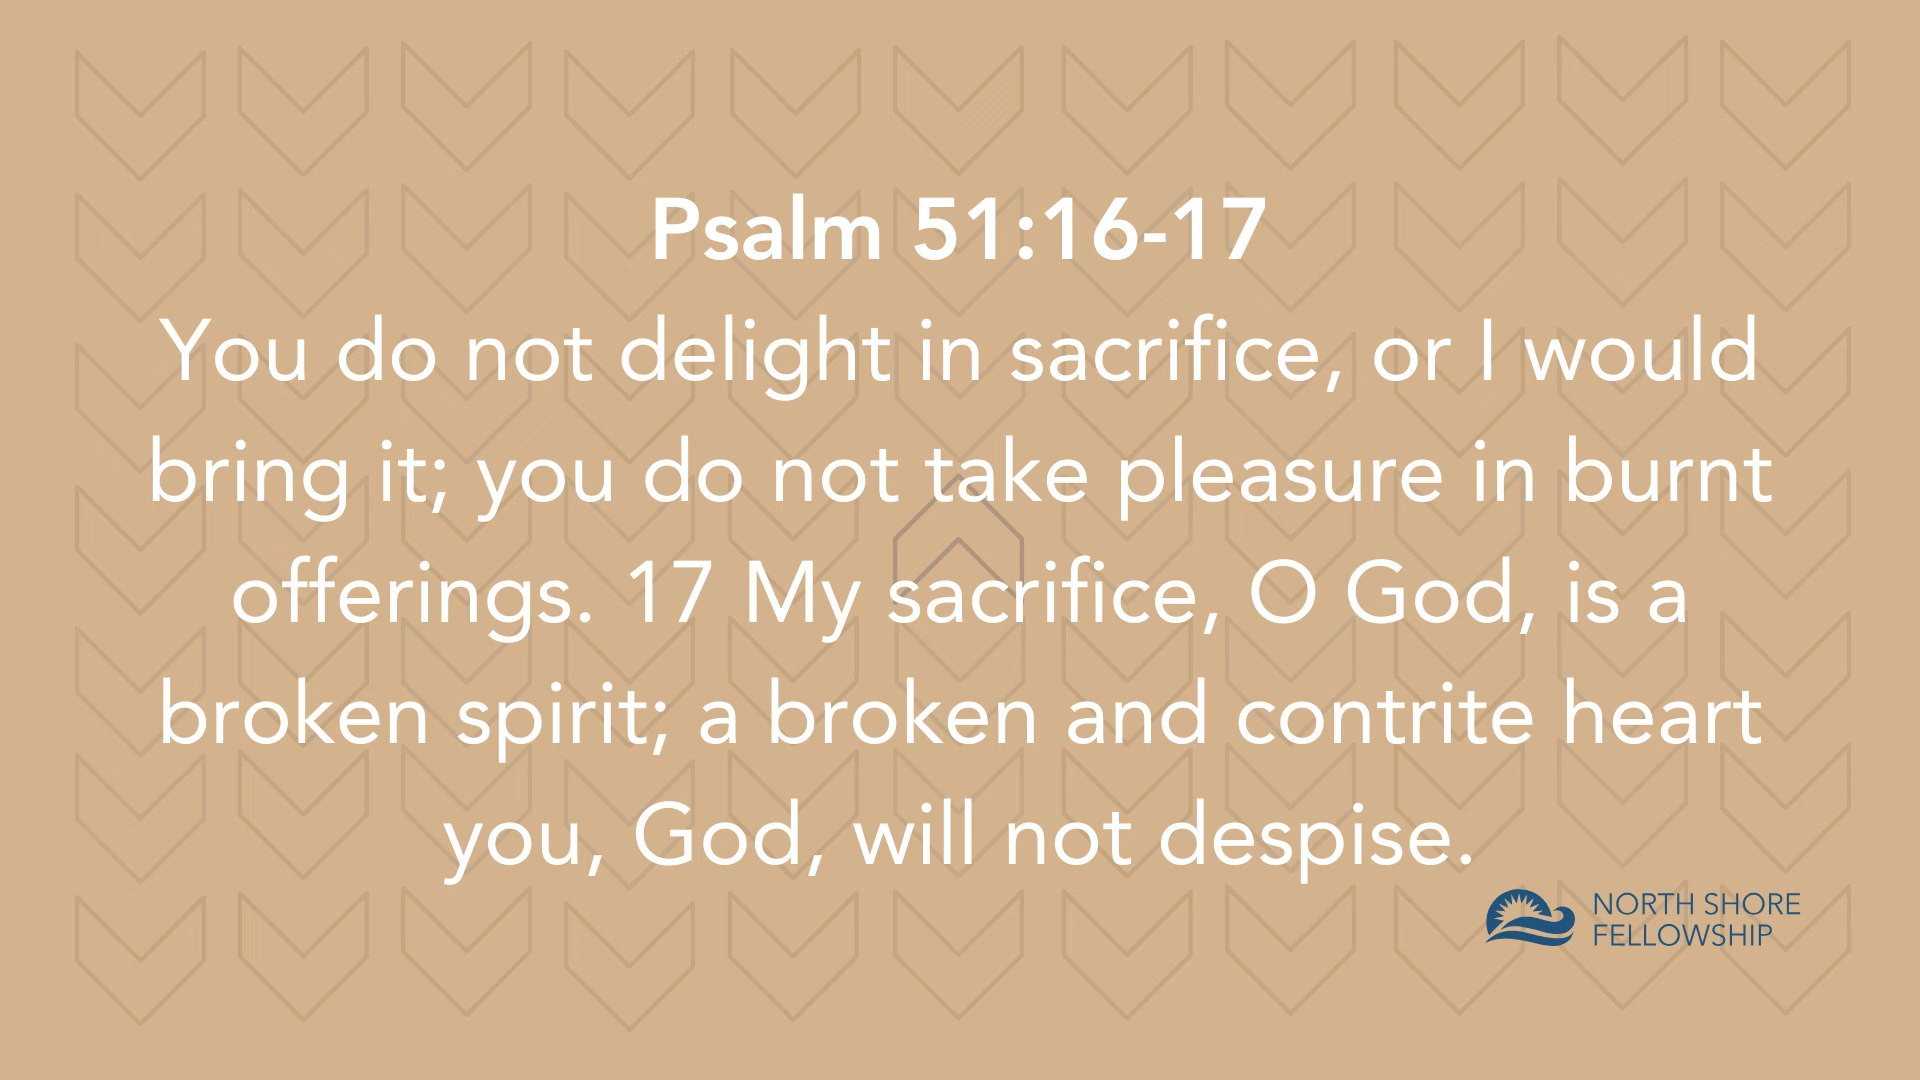 Psalm 51:16-17
You do not delight in sacrifice, or I would
bring it; you do not take pleasure in burnt
offerings. 17 My sacrifice, O God, is a
broken spirit; a broken and contrite heart
you, God, will not despise.
NORTH SHORE
FELLOWSHIP